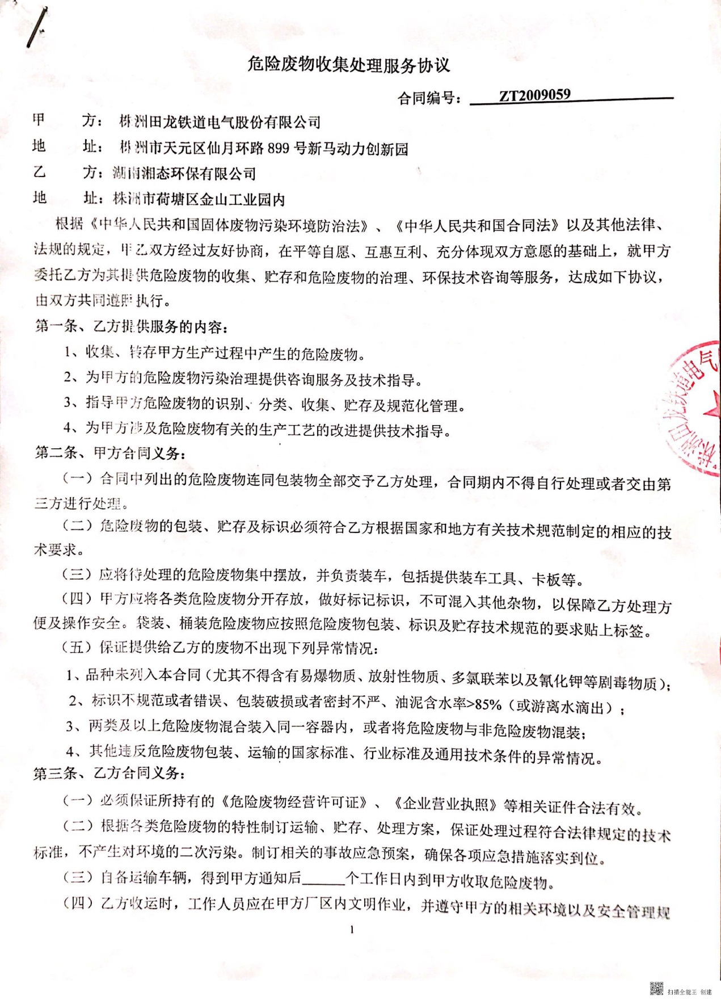 危险废物收集处理服务协议
合同编号：ZT2009059
甲 方：株洲田龙铁道电气股份有限公司
地 址：株洲市天元区仙月环路 899 号新马动力创新园
乙 方：湖南湘态环保有限公司
地 址：株洲市荷塘区金山工业园内
根据《中华人民共和国固体废物污染环境防治法》、《中华人民共和国合同法》以及其他法律、
法规的规定，甲乙双方经过友好协商，在平等自愿、互惠互利、充分体现双方意愿的基础上，就甲方
委托乙方为其提供危险废物的收集、贮存和危险废物的治理、环保技术咨询等服务，达成如下协议，
由双方共同遵照执行。
第一条、乙方提供服务的内容：
1、收集、转存甲方生产过程中产生的危险废物。
2、为甲方的危险废物污染治理提供咨询服务及技术指导。
3、指导甲方危险废物的识别、分类、收集、贮存及规范化管理。
4、为甲方涉及危险废物有关的生产工艺的改进提供技术指导。
第二条、甲方合同义务：
（一）合同中列出的危险废物连同包装物全部交予乙方处理，合同期内不得自行处理或者交由第
三方进行处理。
（二）危险废物的包装、贮存及标识必须符合乙方根据国家和地方有关技术规范制定的相应的技
术要求。
（三）应将待处理的危险废物集中摆放，并负责装车，包括提供装车工具、卡板等。
（四）甲方应将各类危险废物分开存放，做好标记标识，不可混入其他杂物，以保障乙方处理方
便及操作安全。袋装、桶装危险废物应按照危险废物包装、标识及贮存技术规范的要求贴上标签。
（五）保证提供给乙方的废物不出现下列异常情况：
1、品种未列入本合同（尤其不得含有易爆物质、放射性物质、多氯联苯以及氰化钾等剧毒物质）；
2、标识不规范或者错误、包装破损或者密封不严、油泥含水率>85%（或游离水滴出）；
3、两类及以上危险废物混合装入同一容器内，或者将危险废物与非危险废物混装；
4、其他违反危险废物包装、运输的国家标准、行业标准及通用技术条件的异常情况。
第三条、乙方合同义务：
（一）必须保证所持有的《危险废物经营许可证》、《企业营业执照》等相关证件合法有效。
（二）根据各类危险废物的特性制订运输、贮存、处理方案，保证处理过程符合法律规定的技术
标准，不产生对环境的二次污染。制订相关的事故应急预案，确保各项应急措施落实到位。
（三）自备运输车辆，得到甲方通知后______个工作日内到甲方收取危险废物。
（四）乙方收运时，工作人员应在甲方厂区内文明作业，并遵守甲方的相关环境以及安全管理规
1
株洲田龙铁道电气
扫描全能王 创建